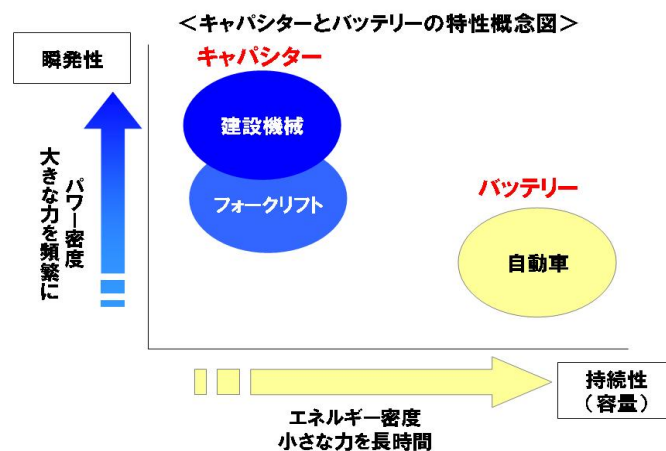 ＜キャパシターとバッテリーの特性概念図＞
瞬発性
キャパシター
建設機械
フォークリフト
パワー密度
大きな力を頻繁に
バッテリー
自動車
エネルギー密度
小さな力を長時間
持続性
（容量）